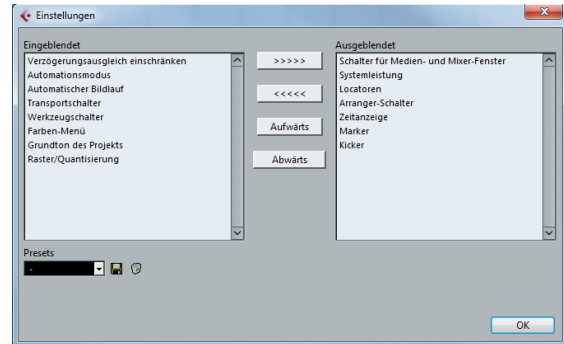 Einstellungen
Eingeblendet
Verzögerungsausgleich einschränken
Automationsmodus
Automatischer Bildlauf
Transportschalter
Werkzeugschalter
Farben-Menü
Grundton des Projekts
Raster/Quantisierung
>>>>>
<<<<<
Aufwärts
Abwärts
Ausgeblendet
Schalter für Medien- und Mixer-Fenster
Systemleistung
Locatoren
Arranger-Schalter
Zeitanzeige
Marker
Kicker
Presets
-
OK